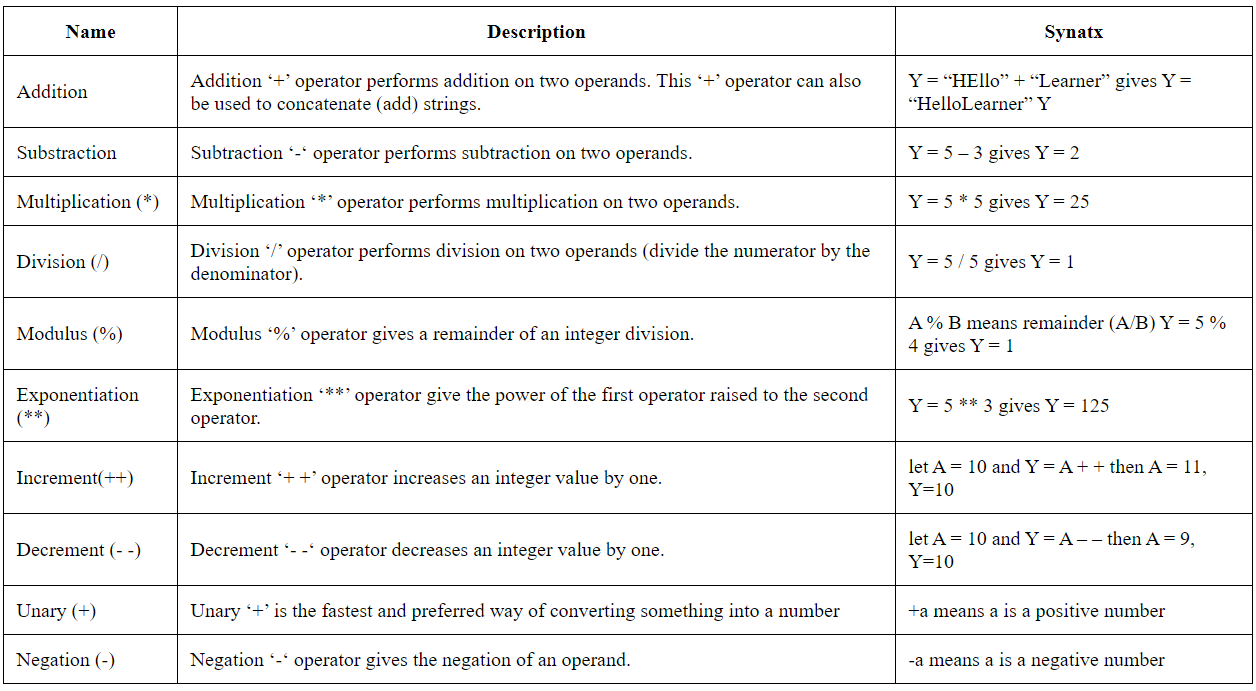 Name Description Synatx
Addition
Addition ‘+’ operator performs addition on two operands. This ‘+’ operator can also
be used to concatenate (add) strings.
Y = “HEllo” + “Learner” gives Y =
“HelloLearner” Y
Substraction
Subtraction ‘-‘ operator performs subtraction on two operands.
Y = 5 – 3 gives Y = 2
Multiplication (*)
Multiplication ‘*’ operator performs multiplication on two operands.
Y = 5 * 5 gives Y = 25
Division (/)
Division ‘/’ operator performs division on two operands (divide the numerator by the
denominator).
Y = 5 / 5 gives Y = 1
Modulus (%)
Modulus ‘%’ operator gives a remainder of an integer division.
A % B means remainder (A/B) Y = 5 %
4 gives Y = 1
Exponentiation
(**)
Exponentiation ‘**’ operator give the power of the first operator raised to the second
operator.
Y = 5 ** 3 gives Y = 125
Increment(++)
Increment ‘+ +’ operator increases an integer value by one.
let A = 10 and Y = A + + then A = 11,
Y=10
Decrement (- -)
Decrement ‘- -‘ operator decreases an integer value by one.
let A = 10 and Y = A – – then A = 9,
Y=10
Unary (+)
Unary ‘+’ is the fastest and preferred way of converting something into a number
+a means a is a positive number
Negation (-)
Negation ‘-‘ operator gives the negation of an operand.
-a means a is a negative number